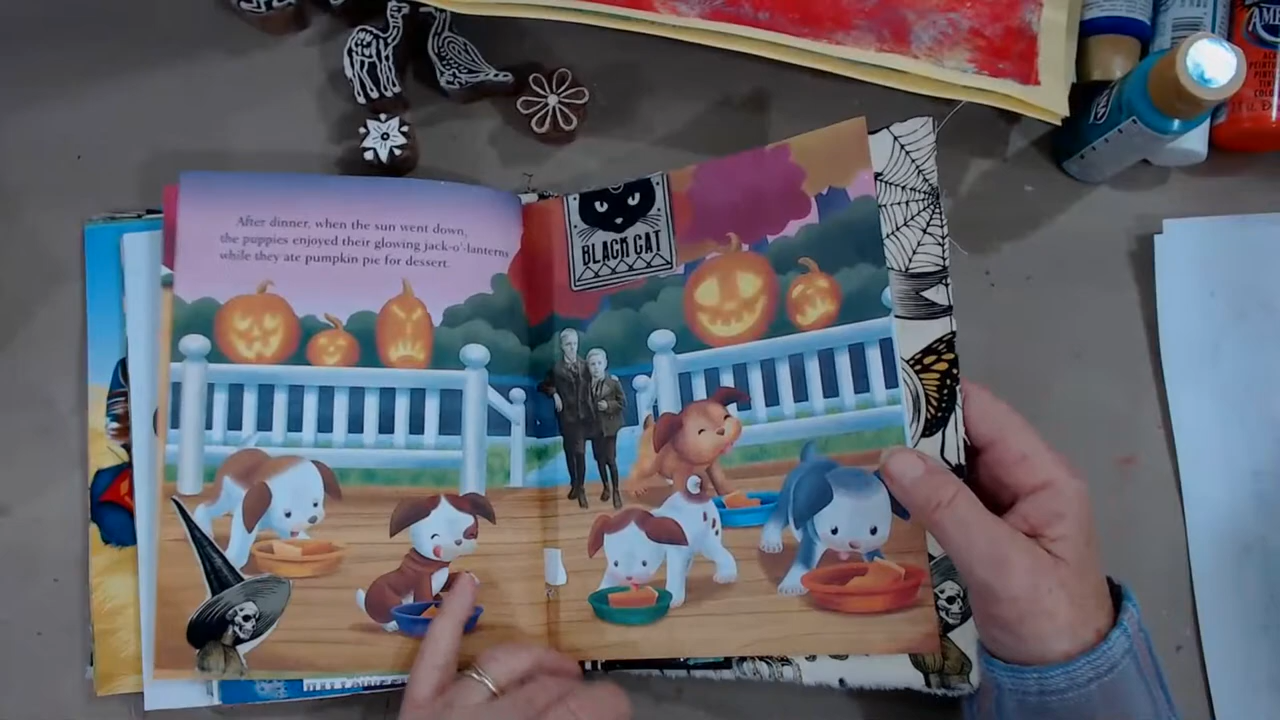 After dinner, when the sun went down,
the puppies enjoyed their glowing jack-o'-lanterns
while they ate pumpkin pie for dessert.
BLACK CAT